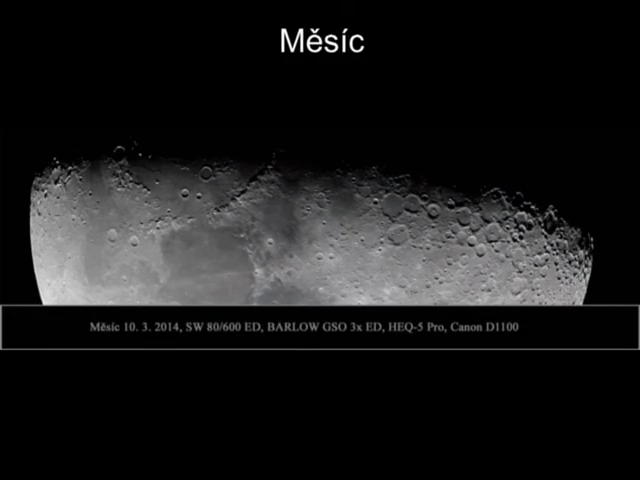 Měsíc
Měsíc 10. 3. 2014, SW 80/600 ED, BARLOW GSO 3x ED, HEQ-5 Pro, Canon D1100